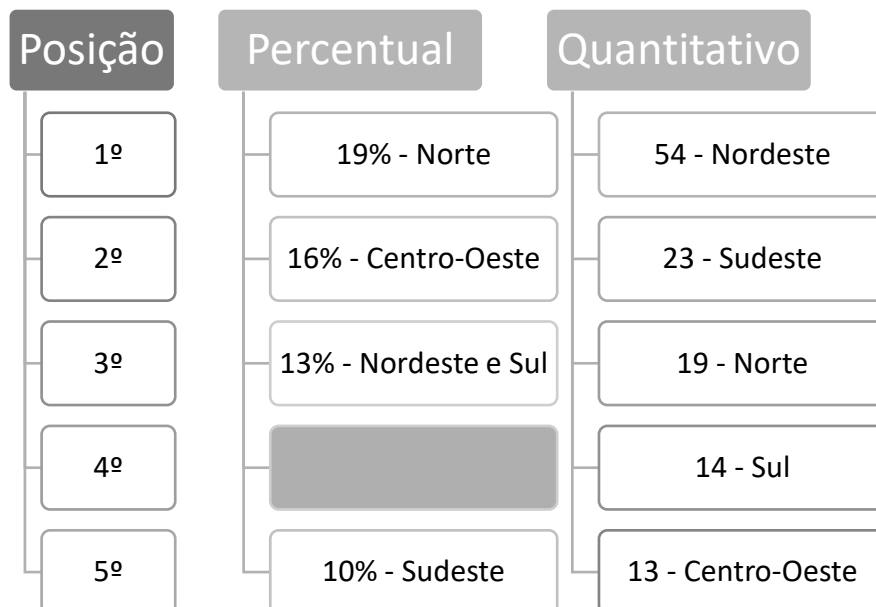 Posição Percentual Quantitativo
1º 19% - Norte 54 - Nordeste
2º 16% - Centro-Oeste 23 - Sudeste
3º 13% - Nordeste e Sul 19 - Norte
4º 14 - Sul
5º 10% - Sudeste 13 - Centro-Oeste